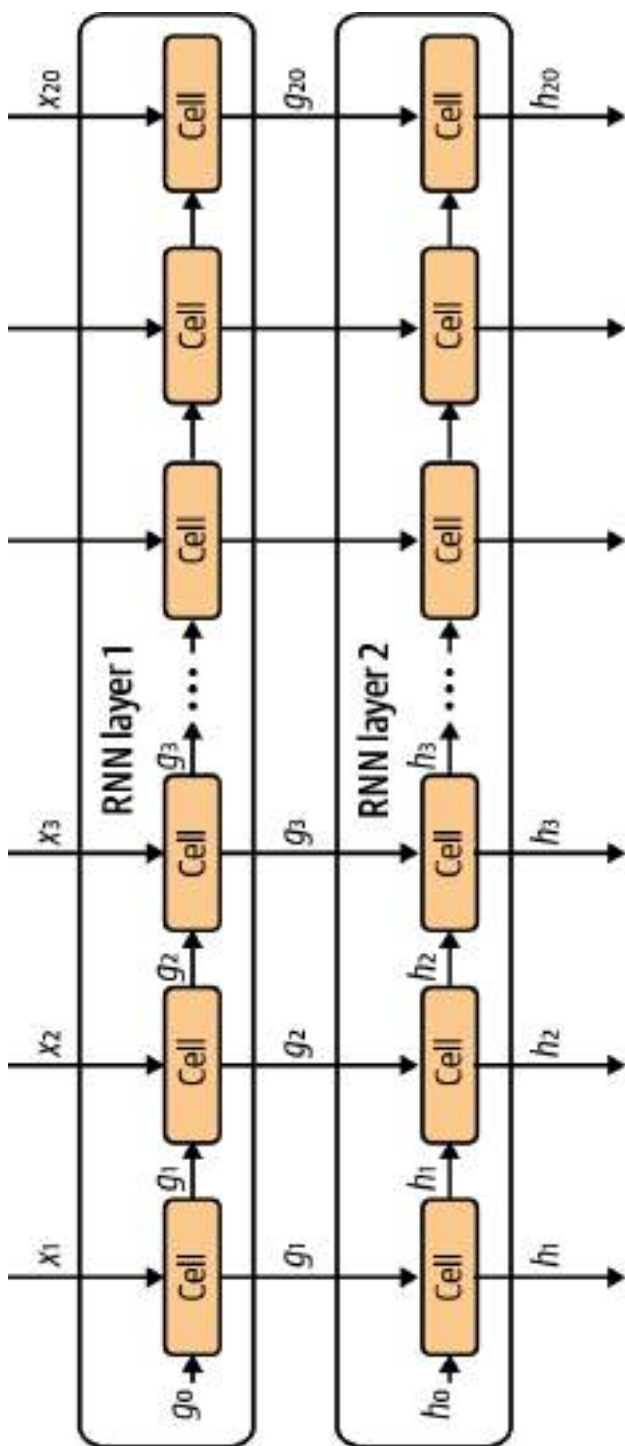 x₁ x₂ x₃ x₂₀
RNN layer 1
g₁ g₂ g₃
g₀ Cell Cell Cell .... Cell Cell Cell
g₁ g₂ g₃ g₂₀
RNN layer 2
h₁ h₂ h₃
h₀ Cell Cell Cell .... Cell Cell Cell
h₁ h₂ h₃ h₂₀